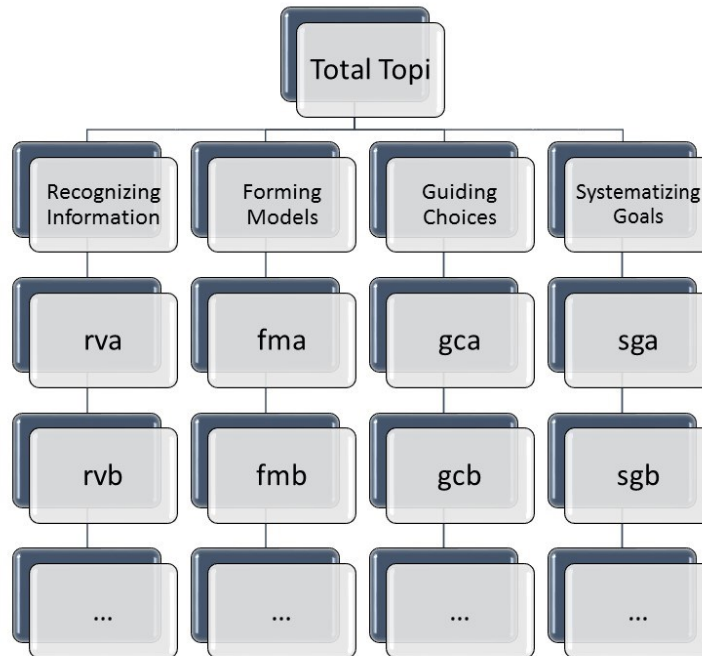 Total Topi
Recognizing
Information
Forming
Models
Guiding
Choices
Systematizing
Goals
rva
fma
gca
sga
rvb
fmb
gcb
sgb
...
...
...
...